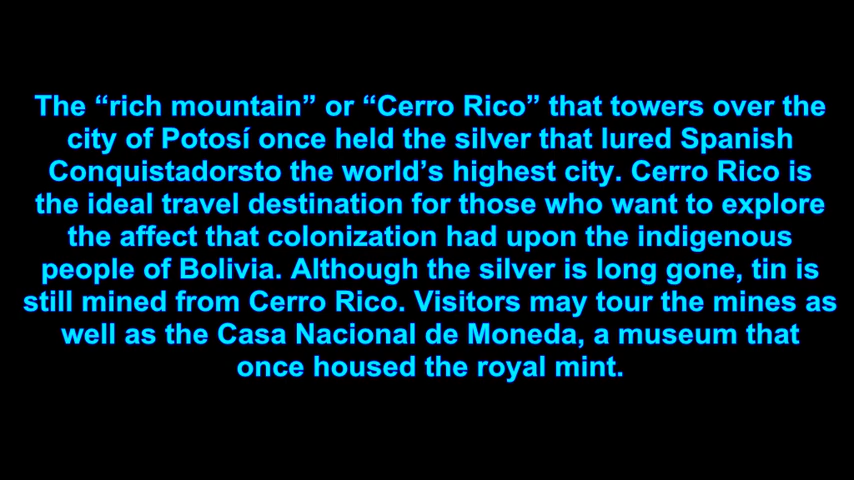 The “rich mountain” or “Cerro Rico” that towers over the
city of Potosí once held the silver that lured Spanish
Conquistadorsto the world’s highest city. Cerro Rico is
the ideal travel destination for those who want to explore
the affect that colonization had upon the indigenous
people of Bolivia. Although the silver is long gone, tin is
still mined from Cerro Rico. Visitors may tour the mines as
well as the Casa Nacional de Moneda, a museum that
once housed the royal mint.